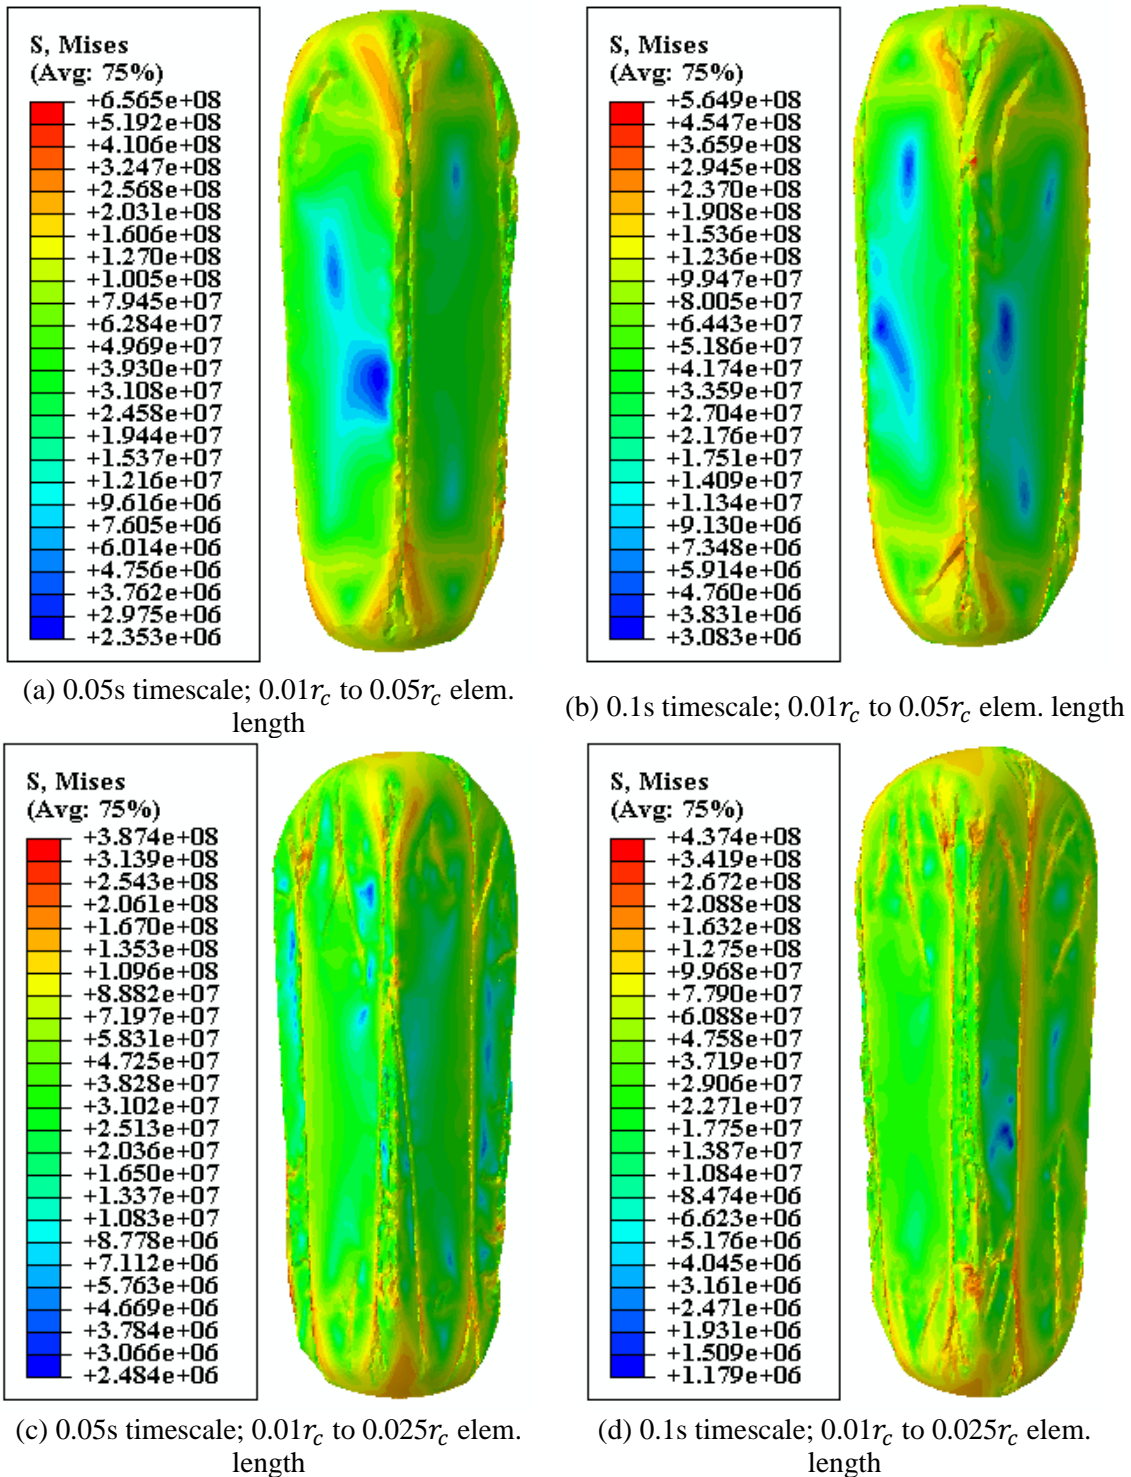 S, Mises
(Avg: 75%)
+6.565e+08
+5.192e+08
+4.106e+08
+3.247e+08
+2.568e+08
+2.031e+08
+1.606e+08
+1.270e+08
+1.005e+08
+7.945e+07
+6.284e+07
+4.969e+07
+3.930e+07
+3.108e+07
+2.458e+07
+1.944e+07
+1.537e+07
+1.216e+07
+9.616e+06
+7.605e+06
+6.014e+06
+4.756e+06
+3.762e+06
+2.975e+06
+2.353e+06
(a) 0.05s timescale; 0.01r_c to 0.05r_c elem.
length
S, Mises
(Avg: 75%)
+5.649e+08
+4.547e+08
+3.659e+08
+2.945e+08
+2.370e+08
+1.908e+08
+1.536e+08
+1.236e+08
+9.947e+07
+8.005e+07
+6.443e+07
+5.186e+07
+4.174e+07
+3.359e+07
+2.704e+07
+2.176e+07
+1.751e+07
+1.409e+07
+1.134e+07
+9.130e+06
+7.348e+06
+5.914e+06
+4.760e+06
+3.831e+06
+3.083e+06
(b) 0.1s timescale; 0.01r_c to 0.05r_c elem. length
S, Mises
(Avg: 75%)
+3.874e+08
+3.139e+08
+2.543e+08
+2.061e+08
+1.670e+08
+1.353e+08
+1.096e+08
+8.882e+07
+7.197e+07
+5.831e+07
+4.725e+07
+3.828e+07
+3.102e+07
+2.513e+07
+2.036e+07
+1.650e+07
+1.337e+07
+1.083e+07
+8.778e+06
+7.112e+06
+5.763e+06
+4.669e+06
+3.784e+06
+3.066e+06
+2.484e+06
(c) 0.05s timescale; 0.01r_c to 0.025r_c elem.
length
S, Mises
(Avg: 75%)
+4.374e+08
+3.419e+08
+2.672e+08
+2.088e+08
+1.632e+08
+1.275e+08
+9.968e+07
+7.790e+07
+6.088e+07
+4.758e+07
+3.719e+07
+2.906e+07
+2.271e+07
+1.775e+07
+1.387e+07
+1.084e+07
+8.474e+06
+6.623e+06
+5.176e+06
+4.045e+06
+3.161e+06
+2.471e+06
+1.931e+06
+1.509e+06
+1.179e+06
(d) 0.1s timescale; 0.01r_c to 0.025r_c elem.
length